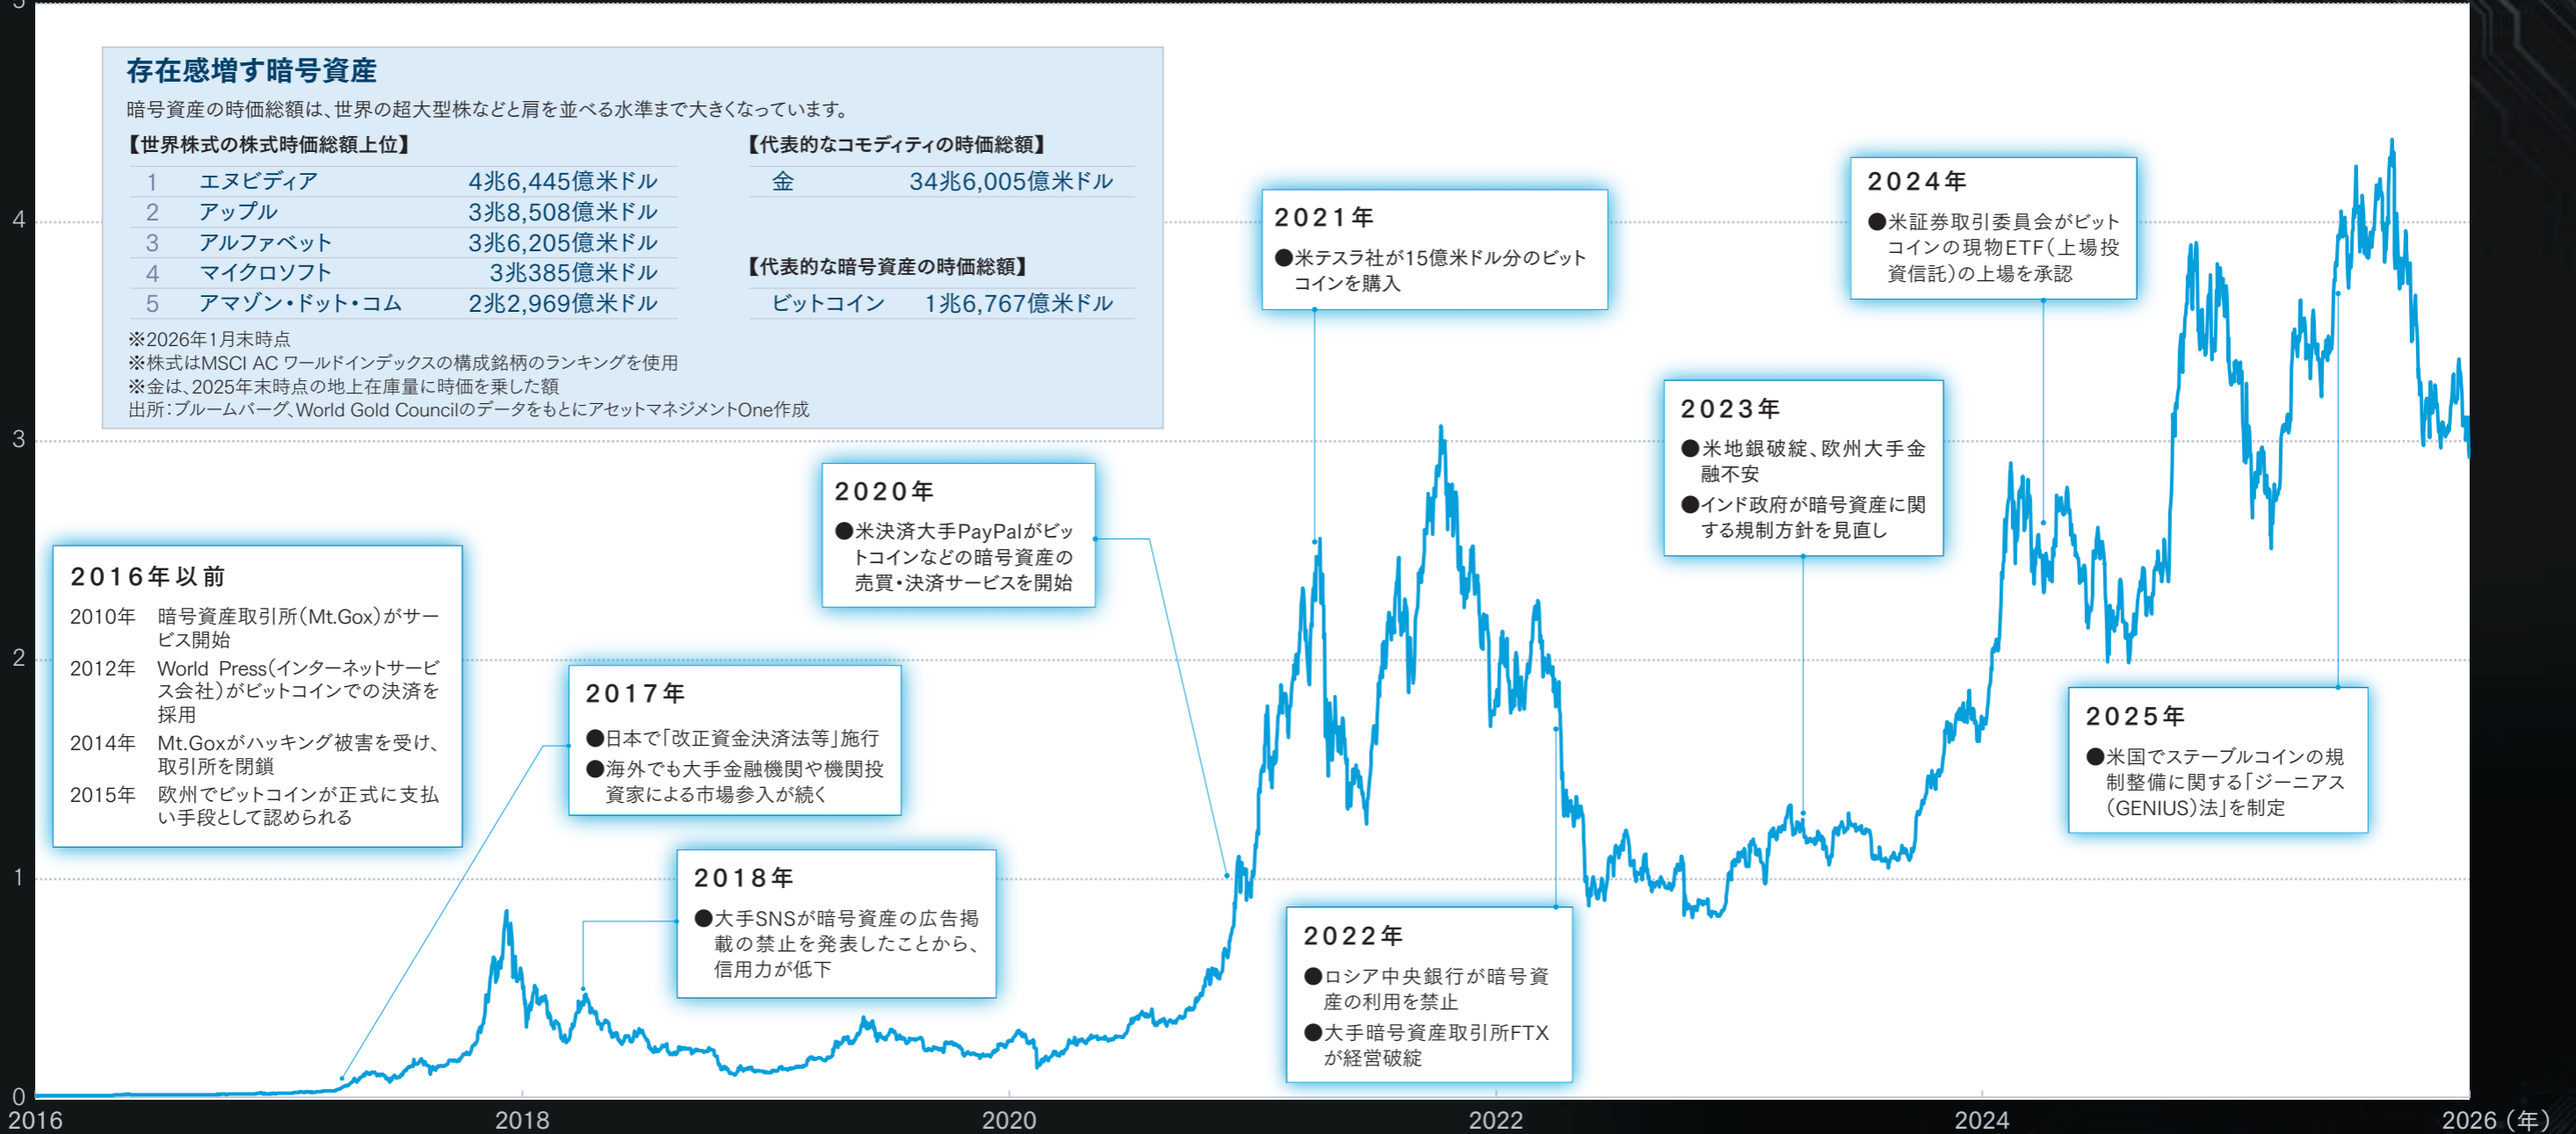 5
4
3
2
1
0
存在感増す暗号資産
暗号資産の時価総額は、世界の超大型株などと肩を並べる水準まで大きくなっています。
【世界株式の株式時価総額上位】
1 エヌビディア 4兆6,445億米ドル
2 アップル 3兆8,508億米ドル
3 アルファベット 3兆6,205億米ドル
4 マイクロソフト 3兆385億米ドル
5 アマゾン・ドット・コム 2兆2,969億米ドル
【代表的なコモディティの時価総額】
金 34兆6,005億米ドル
【代表的な暗号資産の時価総額】
ビットコイン 1兆6,767億米ドル
※2026年1月末時点
※株式はMSCI AC ワールドインデックスの構成銘柄のランキングを使用
※金は、2025年末時点の地上在庫量に時価を乗した額
出所：ブルームバーグ、World Gold CouncilのデータをもとにアセットマネジメントOne作成
2016年以前
2010年 暗号資産取引所（Mt.Gox）がサー
ビス開始
2012年 World Press（インターネットサービ
ス会社）がビットコインでの決済を
採用
2014年 Mt.Goxがハッキング被害を受け、
取引所を閉鎖
2015年 欧州でビットコインが正式に支払
い手段として認められる
2017年
●日本で「改正資金決済法等」施行
●海外でも大手金融機関や機関投
資家による市場参入が続く
2018年
●大手SNSが暗号資産の広告掲
載の禁止を発表したことから、
信用力が低下
2020年
●米決済大手PayPalがビッ
トコインなどの暗号資産の
売買・決済サービスを開始
2021年
●米テスラ社が15億米ドル分のビット
コインを購入
2022年
●ロシア中央銀行が暗号資
産の利用を禁止
●大手暗号資産取引所FTX
が経営破綻
2023年
●米地銀破綻、欧州大手金
融不安
●インド政府が暗号資産に関
する規制方針を見直し
2024年
●米証券取引委員会がビット
コインの現物ETF（上場投
資信託）の上場を承認
2025年
●米国でステーブルコインの規
制整備に関する「ジーニアス
（GENIUS）法」を制定
2016 2018 2020 2022 2024 2026（年）